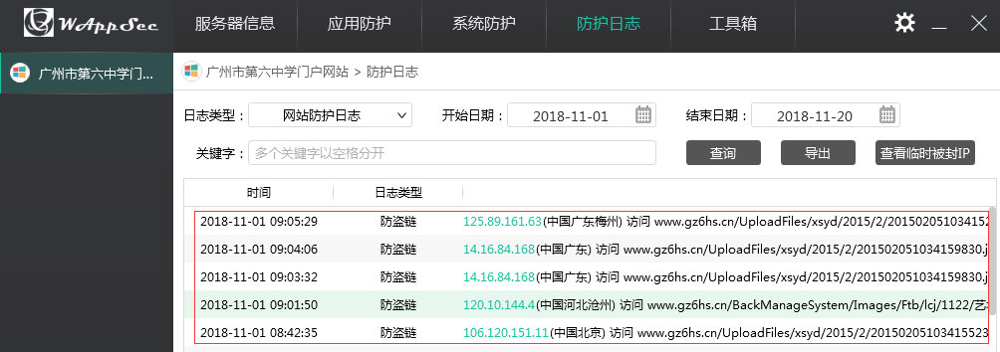 WAppSec 服务器信息 应用防护 系统防护 防护日志 工具箱
广州市第六中学门户... 广州市第六中学门户网站 > 防护日志
日志类型： 网站防护日志 开始日期： 2018-11-01 结束日期： 2018-11-20
关键字： 多个关键字以空格分开 查询 导出 查看临时被封IP
时间 日志类型
2018-11-01 09:05:29 防盗链 125.89.161.63(中国广东梅州) 访问 www.gz6hs.cn/UploadFiles/xsyd/2015/2/201502051034152
2018-11-01 09:04:06 防盗链 14.16.84.168(中国广东) 访问 www.gz6hs.cn/UploadFiles/xsyd/2015/2/201502051034159830.j
2018-11-01 09:03:32 防盗链 14.16.84.168(中国广东) 访问 www.gz6hs.cn/UploadFiles/xsyd/2015/2/201502051034159830.j
2018-11-01 09:01:50 防盗链 120.10.144.4(中国河北沧州) 访问 www.gz6hs.cn/BackManageSystem/Images/Ftb/lcj/1122/艺
2018-11-01 08:42:35 防盗链 106.120.151.11(中国北京) 访问 www.gz6hs.cn/UploadFiles/xsyd/2015/2/20150205103415523